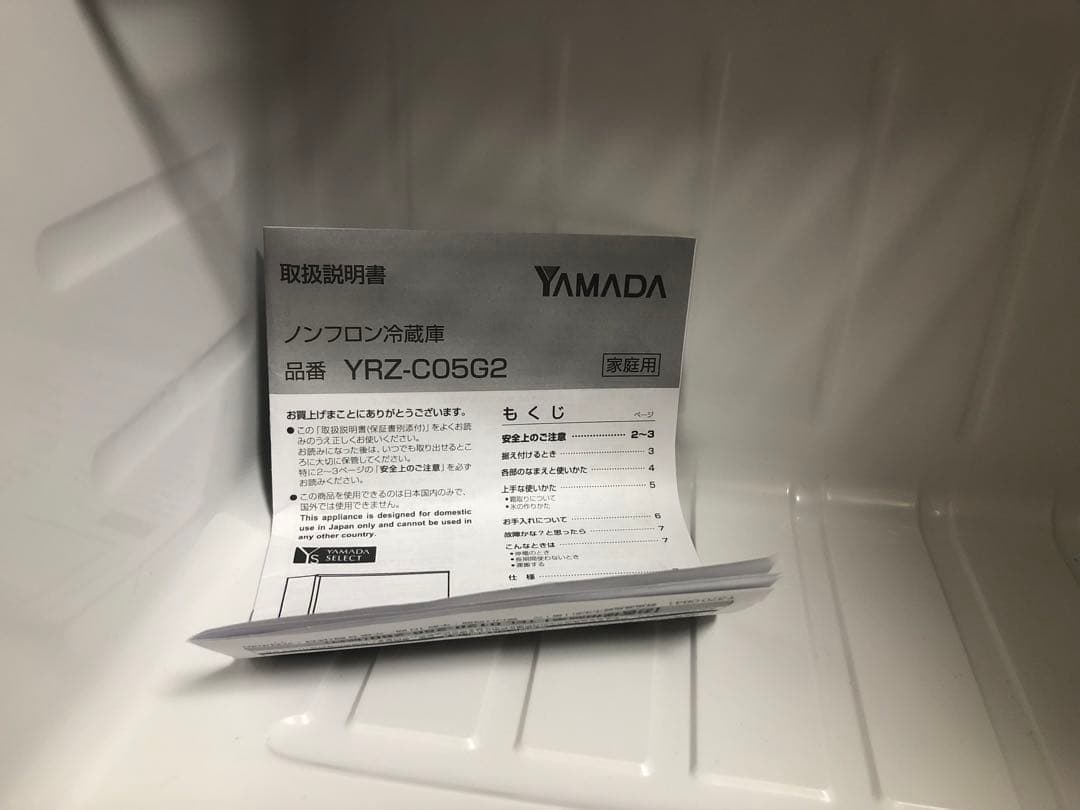 取扱説明書
YAMADA
ノンフロン冷蔵庫
品番 YRZ-C05G2
家庭用
お買上げまことにありがとうございます。
●この「取扱説明書(保証書別添付)」をよくお読
みのうえ正しくお使いください。
お読みになった後は、いつでも取り出せるとこ
ろに大切に保管してください。
特に2〜3ページの「安全上のご注意」を必ず
お読みください。
●この商品を使用できるのは日本国内のみで、
国外では使用できません。
This appliance is designed for domestic
use in Japan only and cannot be used in
any other country.
YS YAMADA
SELECT
もくじ
ページ
安全上のご注意 ・・・・・・・・・・・・ 2〜3
据え付けるとき ・・・・・・・・・・・・ 3
各部のなまえと使いかた ・・・・・・・・・・・・ 4
上手な使いかた ・・・・・・・・・・・・ 5
●霜取りについて
●氷の作りかた
お手入れについて ・・・・・・・・・・・・ 6
故障かな?と思ったら ・・・・・・・・・・・・ 7
こんなときは ・・・・・・・・・・・・ 7
●停電のとき
●長期間使わないとき
●運搬する
仕様 ・・・・・・・・・・・・